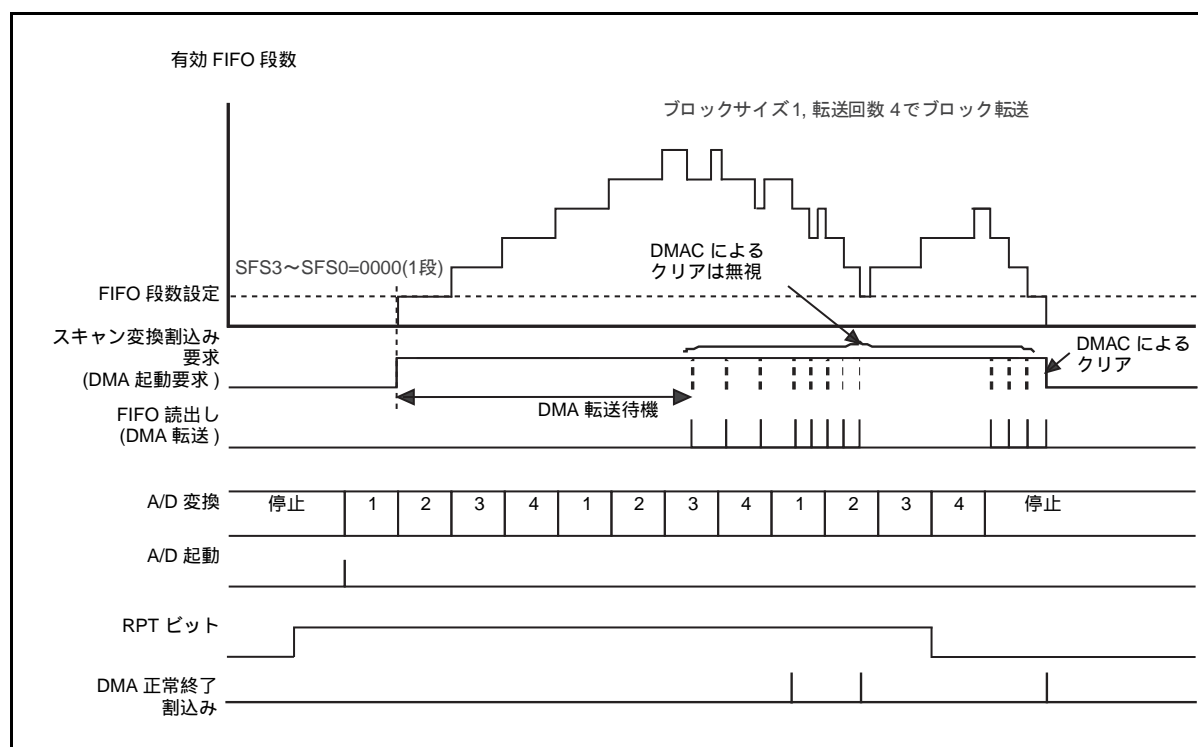 有効 FIFO 段数
ブロックサイズ1, 転送回数 4でブロック転送
DMAC による
クリアは無視
SFS3～SFS0=0000(1段)
FIFO 段数設定
スキャン変換割込み
要求
(DMA 起動要求 )
DMAC による
クリア
DMA 転送待機
FIFO 読出し
(DMA 転送 )
A/D 変換
停止 1 2 3 4 1 2 3 4 1 2 3 4 停止
A/D 起動
RPT ビット
DMA 正常終了
割込み